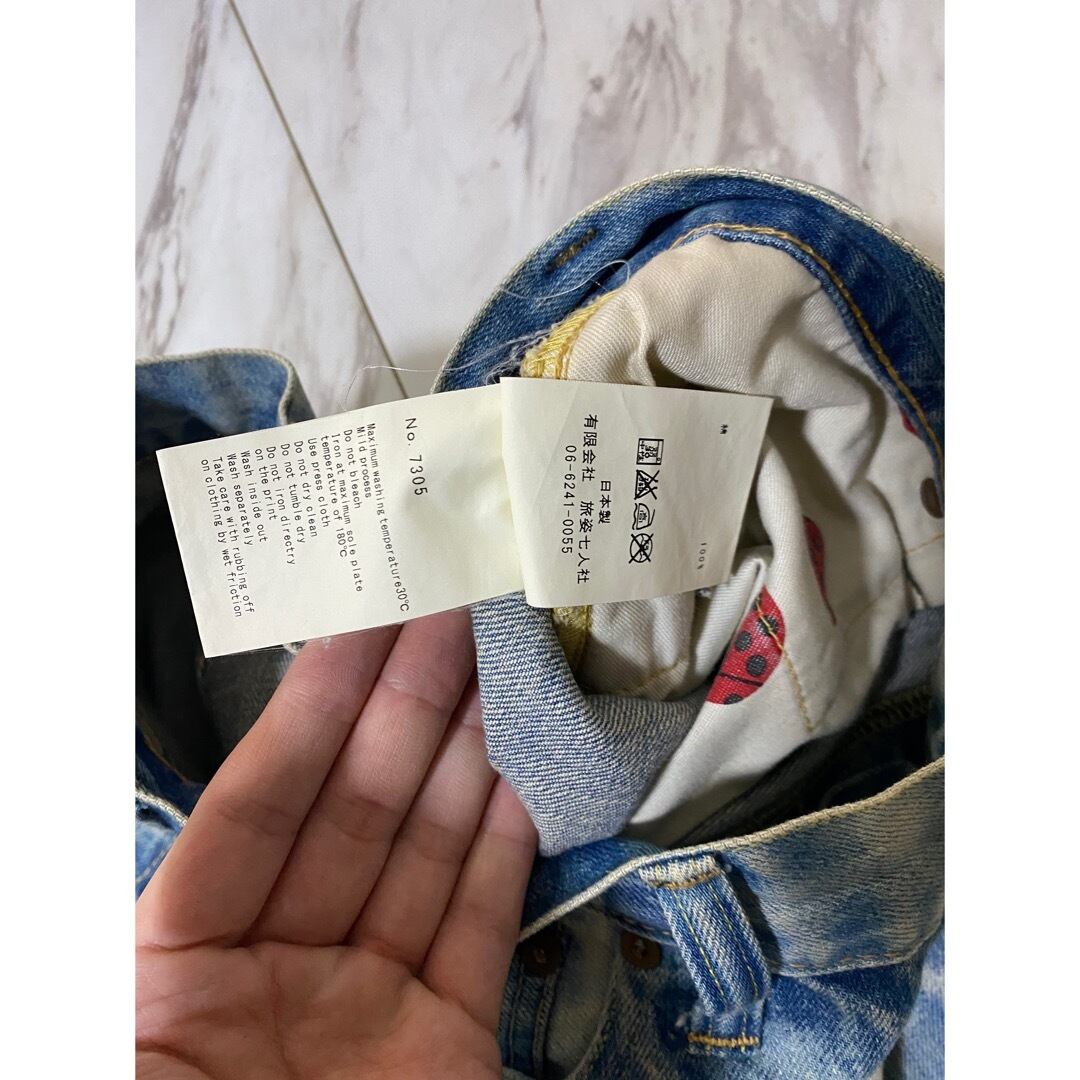 No. 7305
Maximum washing temperature30℃
Mild process
Do not bleach
Iron at maximum sole plate
temperature of 180℃
Use press cloth
Do not dry clean
Do not tumble dry
Do not iron directry
on the print
Wash inside out
Wash separately
Take care with rubbing off
on clothing by wet friction
100%
日本製
有限会社 旅姿七人社
06-6241-0055